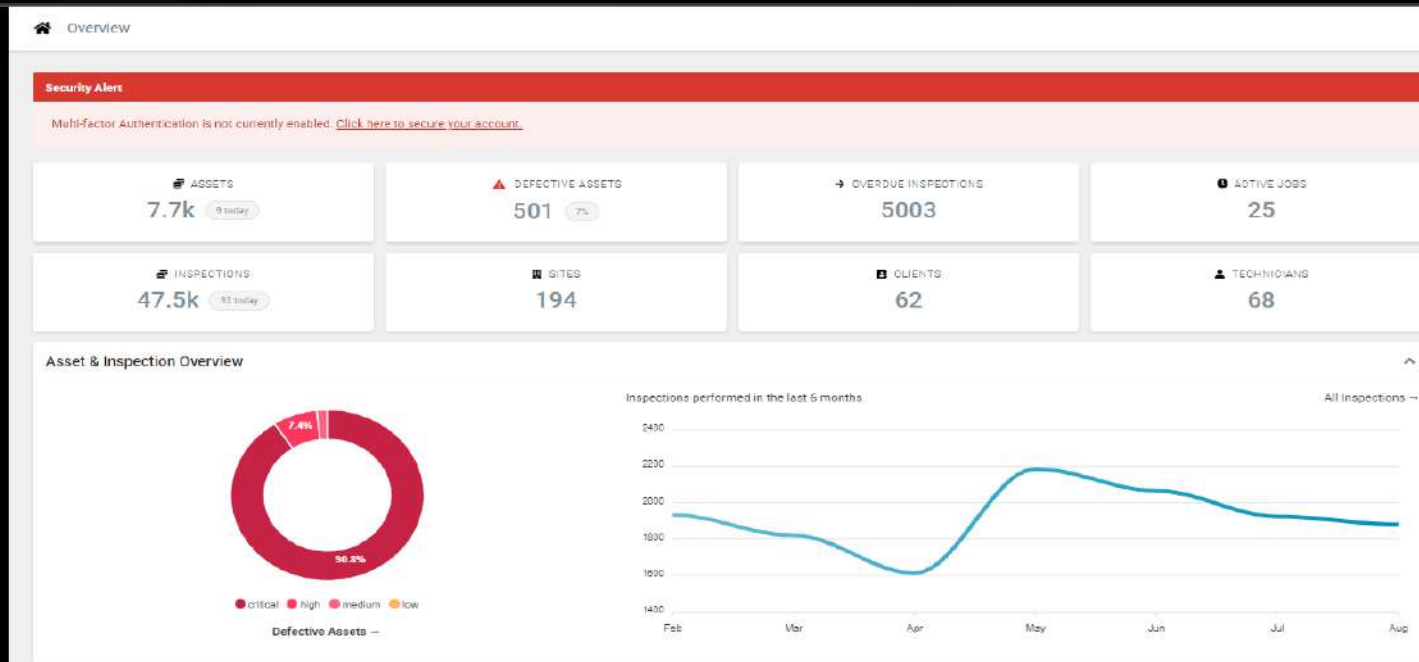 Overview
Security Alert
Multi-factor Authentication is not currently enabled. Click here to secure your account.
ASSETS
7.7k 9 today
DEFECTIVE ASSETS
501 7%
OVERDUE INSPECTIONS
5003
ACTIVE JOBS
25
INSPECTIONS
47.5k 93 today
SITES
194
CLIENTS
62
TECHNICIANS
68
Asset & Inspection Overview
7.4%
90.8%
critical high medium low
Defective Assets →
Inspections performed in the last 6 months
All Inspections →
2400
2200
2000
1800
1600
1400
Feb Mar Apr May Jun Jul Aug